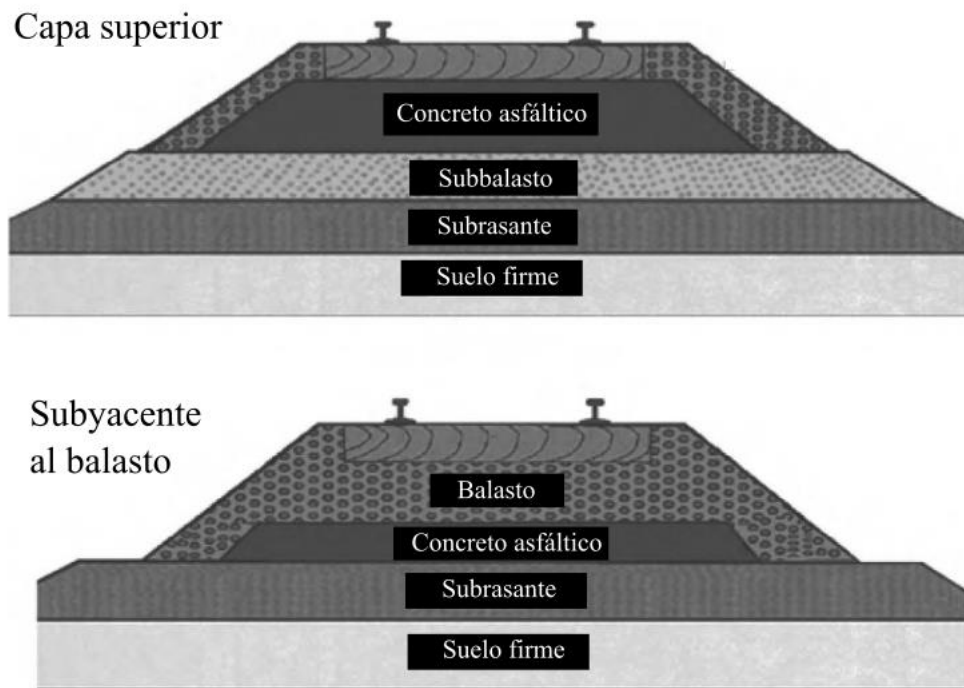 Capa superior
Concreto asfáltico
Subbalasto
Subrasante
Suelo firme
Subyacente
al balasto
Balasto
Concreto asfáltico
Subrasante
Suelo firme